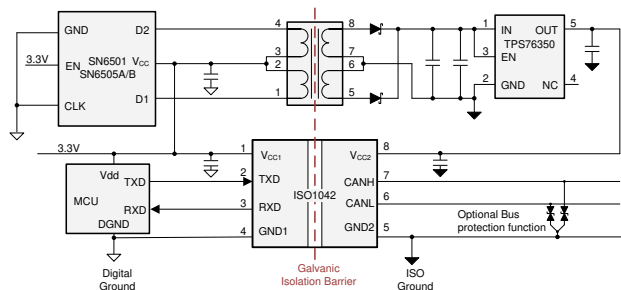 GND
D2
4
8
1
IN
OUT
5
3.3V
EN
SN6501
SN6505A/B
VCC
3
2
7
6
3
EN
TPS76350
CLK
D1
1
5
2
GND
NC
4
3.3V
1
VCC1
VCC2
8
Vdd
TXD
2
TXD
CANH
7
MCU
ISO1042
RXD
3
RXD
CANL
6
Optional Bus
protection function
DGND
4
GND1
GND2
5
Digital
Ground
Galvanic
Isolation Barrier
ISO
Ground